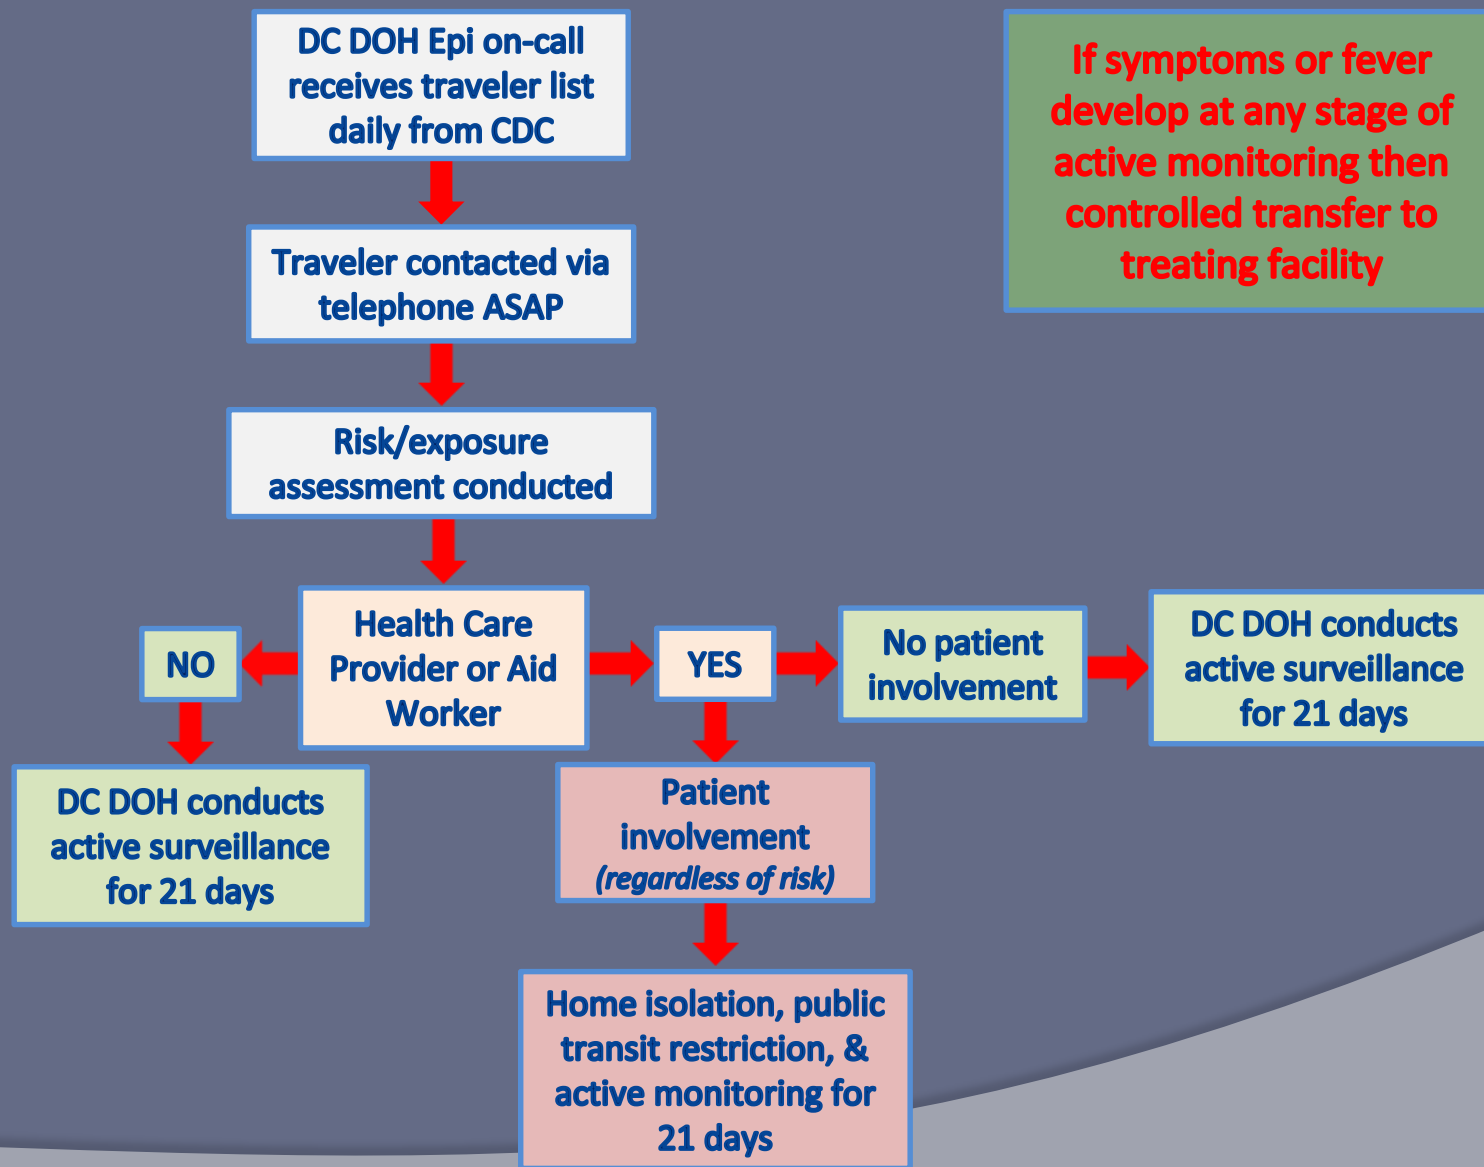 DC DOH Epi on-call
receives traveler list
daily from CDC
If symptoms or fever
develop at any stage of
active monitoring then
controlled transfer to
treating facility
Traveler contacted via
telephone ASAP
Risk/exposure
assessment conducted
Health Care
Provider or Aid
Worker
NO
YES
No patient
involvement
DC DOH conducts
active surveillance
for 21 days
DC DOH conducts
active surveillance
for 21 days
Patient
involvement
(regardless of risk)
Home isolation, public
transit restriction, &
active monitoring for
21 days